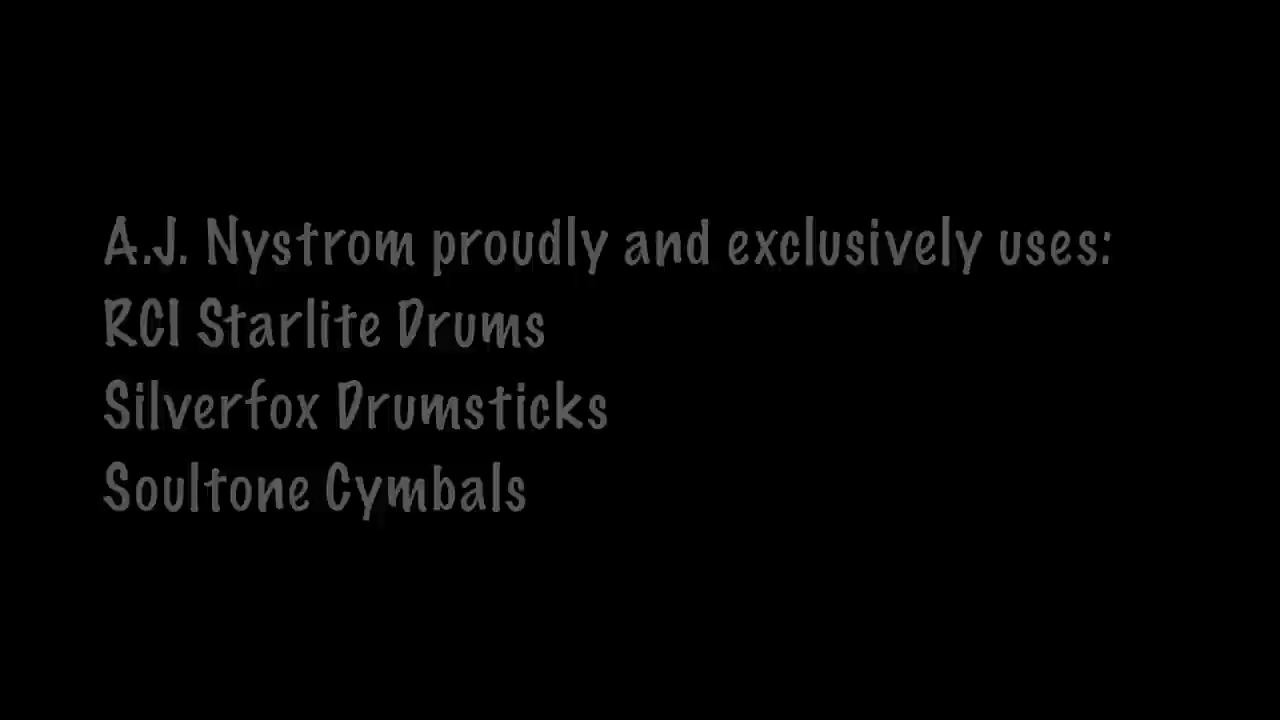 A.J. Nystrom proudly and exclusively uses:
RCI Starlite Drums
Silverfox Drumsticks
Soultone Cymbals